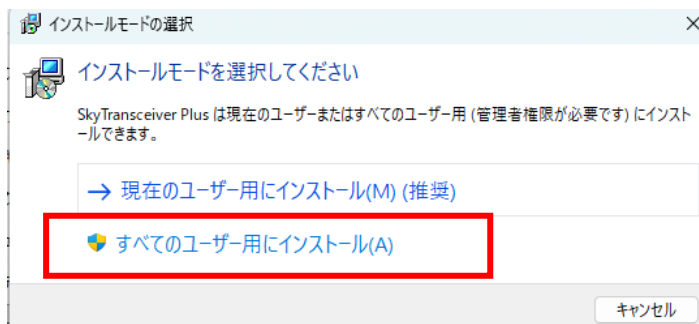 インストールモードの選択
インストールモードを選択してください
SkyTransceiver Plus は現在のユーザーまたはすべてのユーザー用 (管理者権限が必要です) にインスト
ールできます。
→ 現在のユーザー用にインストール(M) (推奨)
すべてのユーザー用にインストール(A)
キャンセル